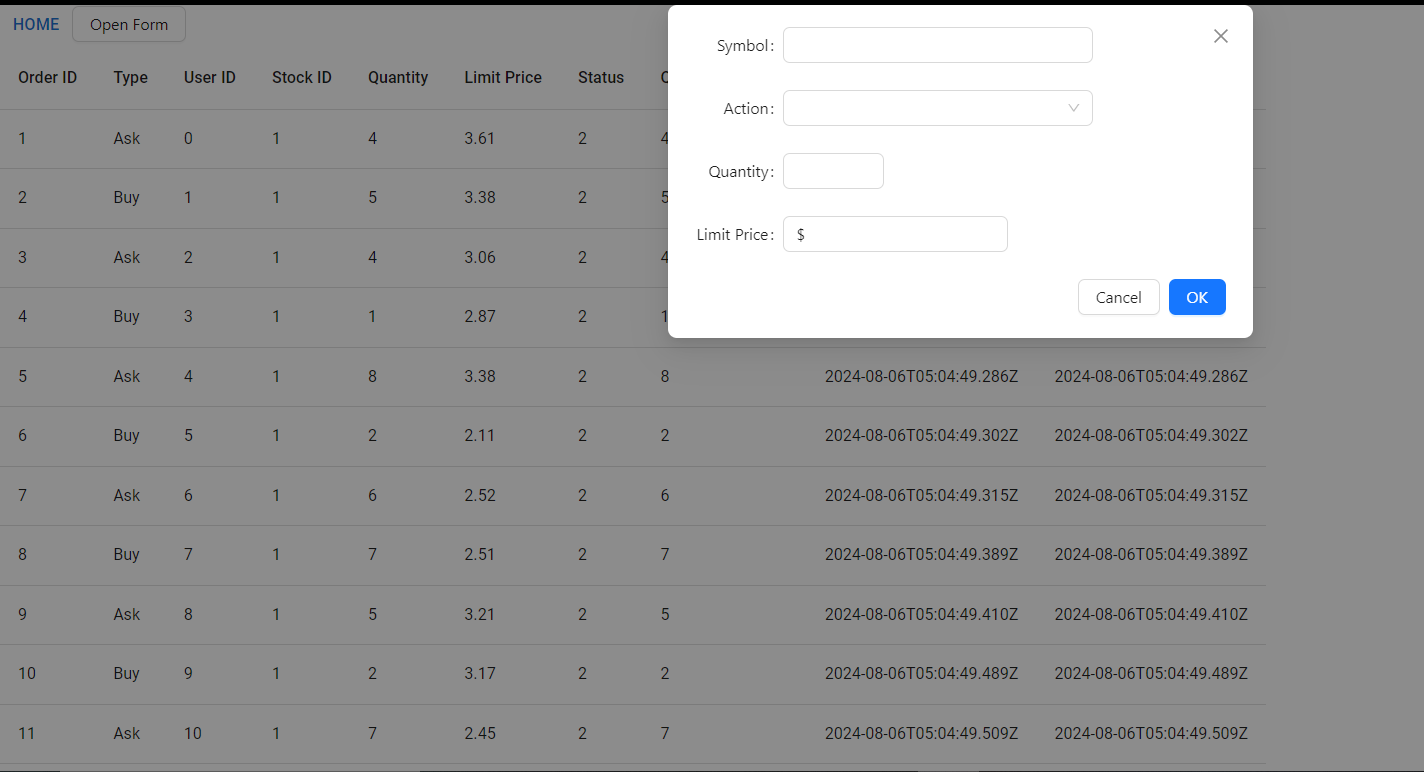 HOME Open Form
Symbol:
Action:
Quantity:
Limit Price: $
Cancel OK
Order ID Type User ID Stock ID Quantity Limit Price Status
1 Ask 0 1 4 3.61 2 4
2 Buy 1 1 5 3.38 2 5
3 Ask 2 1 4 3.06 2 4
4 Buy 3 1 1 2.87 2 1
5 Ask 4 1 8 3.38 2 8 2024-08-06T05:04:49.286Z 2024-08-06T05:04:49.286Z
6 Buy 5 1 2 2.11 2 2 2024-08-06T05:04:49.302Z 2024-08-06T05:04:49.302Z
7 Ask 6 1 6 2.52 2 6 2024-08-06T05:04:49.315Z 2024-08-06T05:04:49.315Z
8 Buy 7 1 7 2.51 2 7 2024-08-06T05:04:49.389Z 2024-08-06T05:04:49.389Z
9 Ask 8 1 5 3.21 2 5 2024-08-06T05:04:49.410Z 2024-08-06T05:04:49.410Z
10 Buy 9 1 2 3.17 2 2 2024-08-06T05:04:49.489Z 2024-08-06T05:04:49.489Z
11 Ask 10 1 7 2.45 2 7 2024-08-06T05:04:49.509Z 2024-08-06T05:04:49.509Z